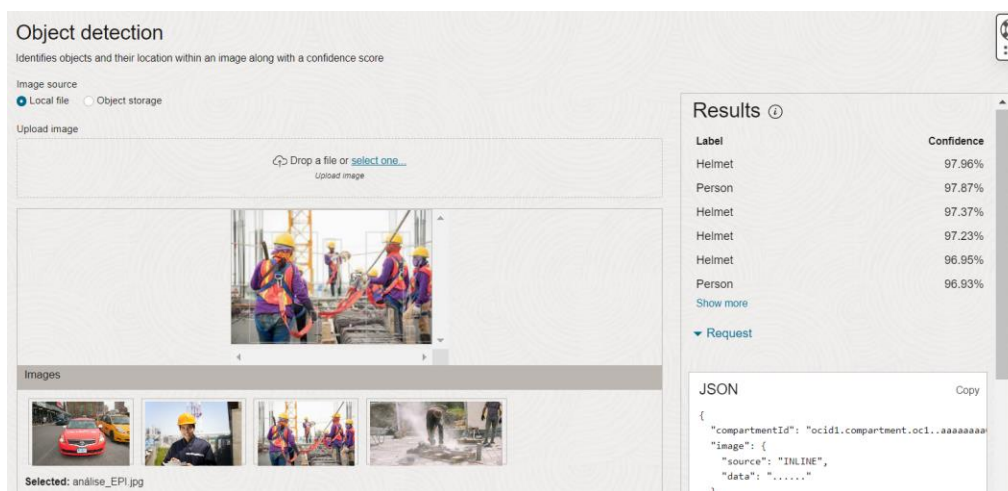 Object detection
Identifies objects and their location within an image along with a confidence score
Image source
Local file Object storage
Upload image
Drop a file or select one...
Upload image
Images
Selected: análise_EPI.jpg
Results
Label Confidence
Helmet 97.96%
Person 97.87%
Helmet 97.37%
Helmet 97.23%
Helmet 96.95%
Person 96.93%
Show more
Request
JSON Copy
{
"compartmentId": "ocid1.compartment.oc1..aaaaaaaa
"image": {
"source": "INLINE",
"data": "......"